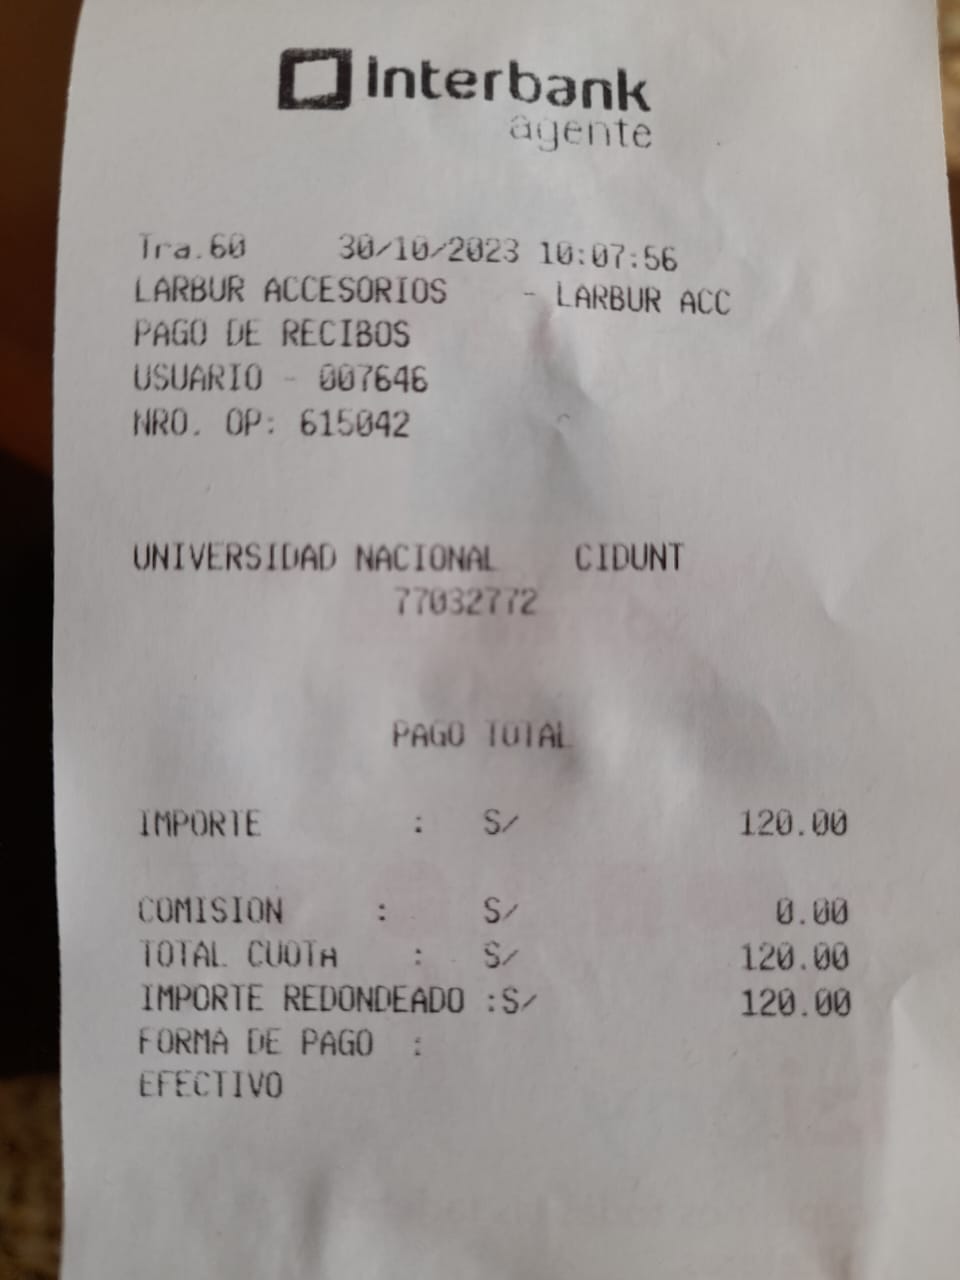 interbank
agente
Tra.60 30/10/2023 10:07:56
LARBUR ACCESORIOS - LARBUR ACC
PAGO DE RECIBOS
USUARIO - 007646
NRO. OP: 615042
UNIVERSIDAD NACIONAL CIDUNT
77032772
PAGO TOTAL
IMPORTE : S/ 120.00
COMISION : S/ 0.00
TOTAL CUOTA : S/ 120.00
IMPORTE REDONDEADO :S/ 120.00
FORMA DE PAGO :
EFECTIVO